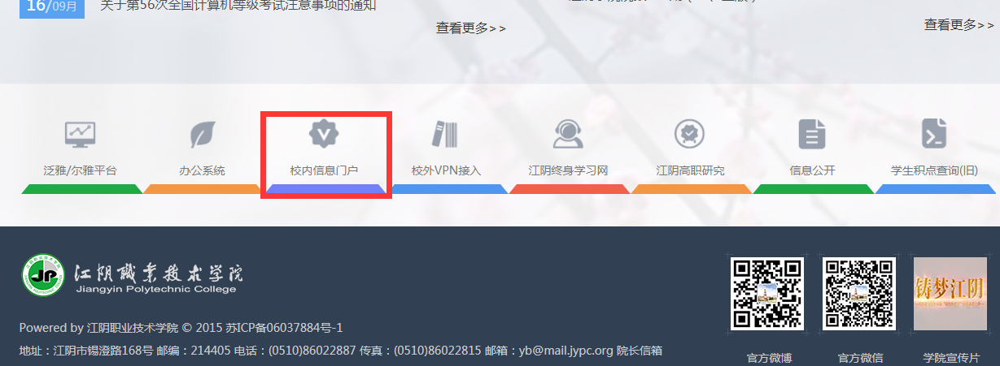 16/09月
关于第56次全国计算机等级考试注意事项的通知
查看更多>>
查看更多>>
泛雅/尔雅平台
办公系统
校内信息门户
校外VPN接入
江阴终身学习网
江阴高职研究
信息公开
学生积点查询(旧)
江阴職業技术学院
Jiangyin Polytechnic College
JP
铸梦江阴
Powered by 江阴职业技术学院 © 2015 苏ICP备06037884号-1
地址：江阴市锡澄路168号 邮编：214405 电话：(0510)86022887 传真：(0510)86022815 邮箱：yb@mail.jypc.org 院长信箱
官方微博
官方微信
学院宣传片